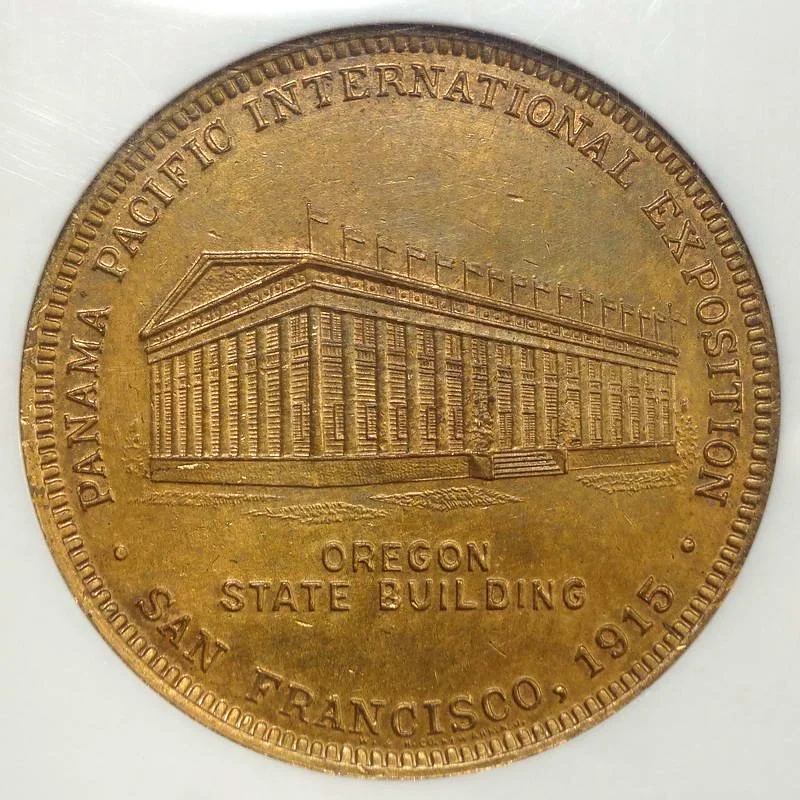 PANAMA PACIFIC INTERNATIONAL EXPOSITION
OREGON
STATE BUILDING
· SAN FRANCISCO, 1915 ·